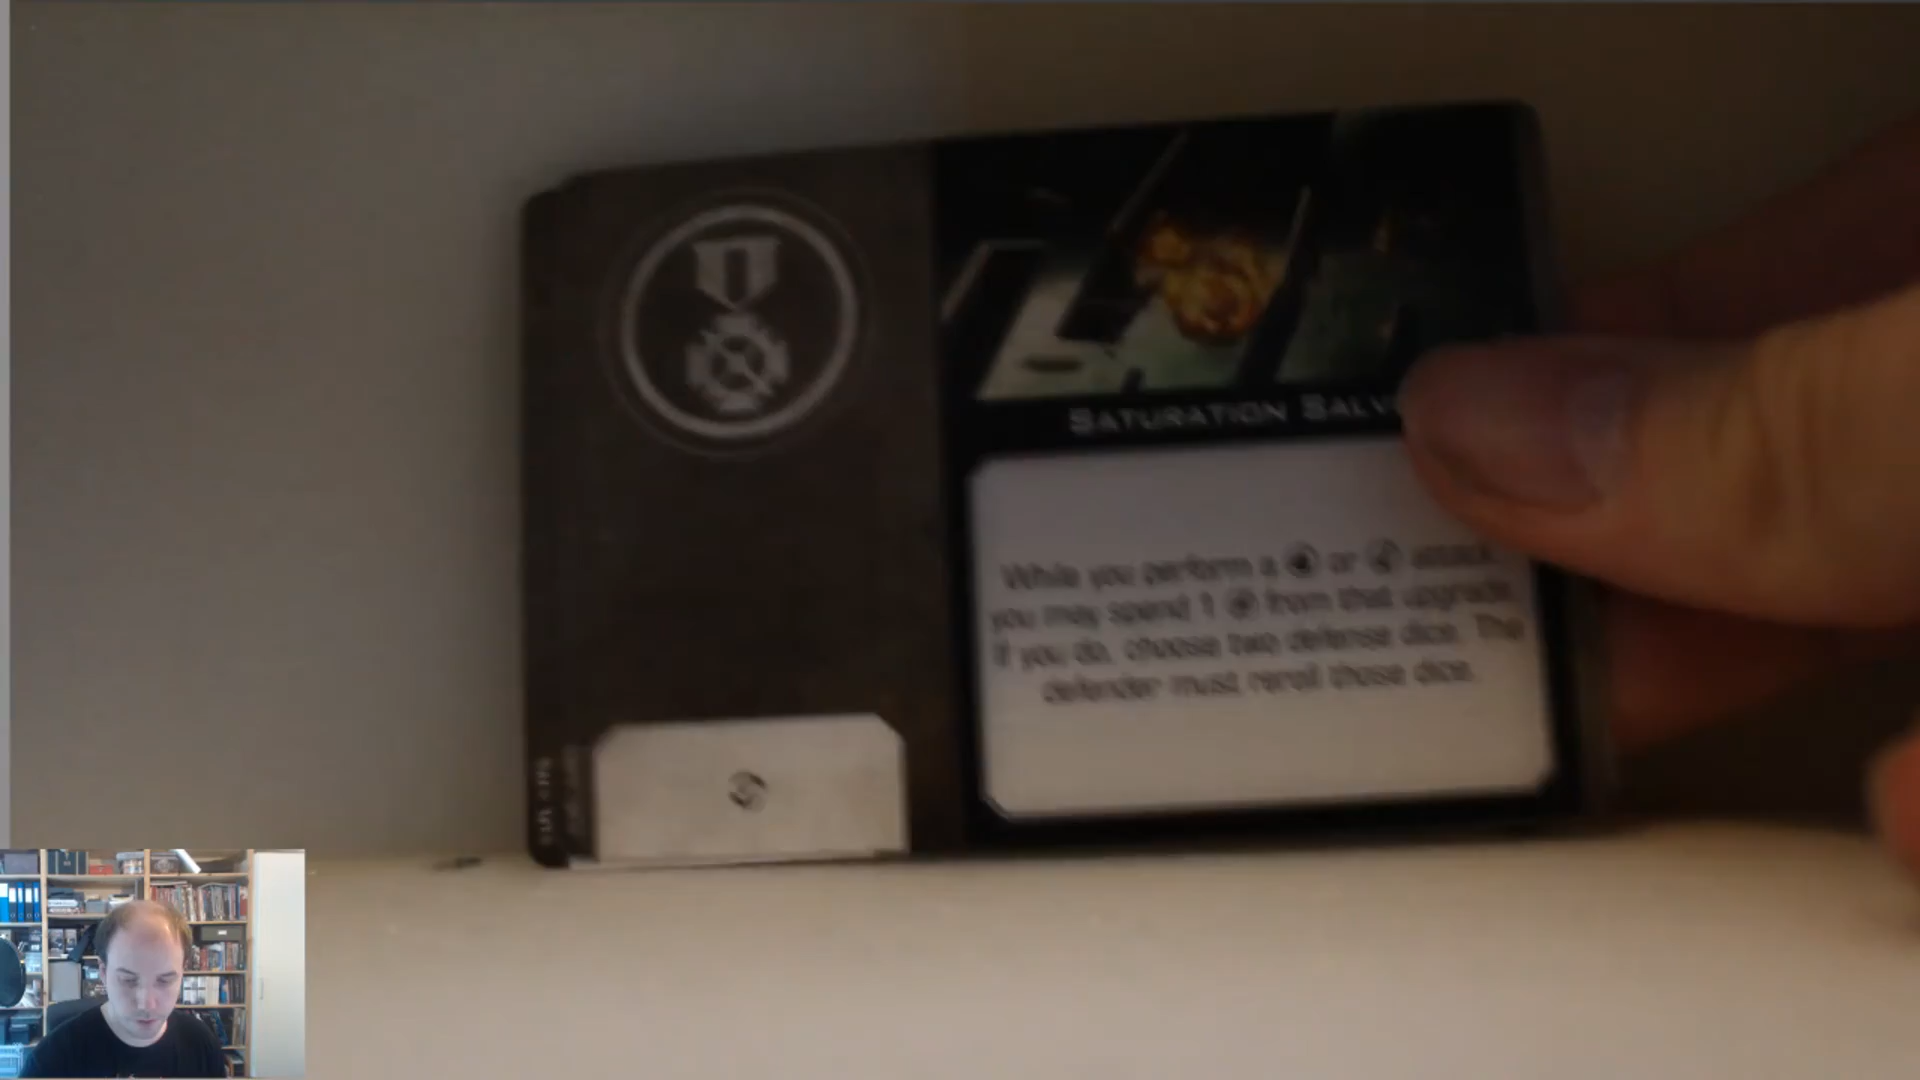 SATURATION SALV
While you perform a or attack
you may spend 1 from that upgrade.
If you do, choose two defense dice. The
defender must reroll those dice.